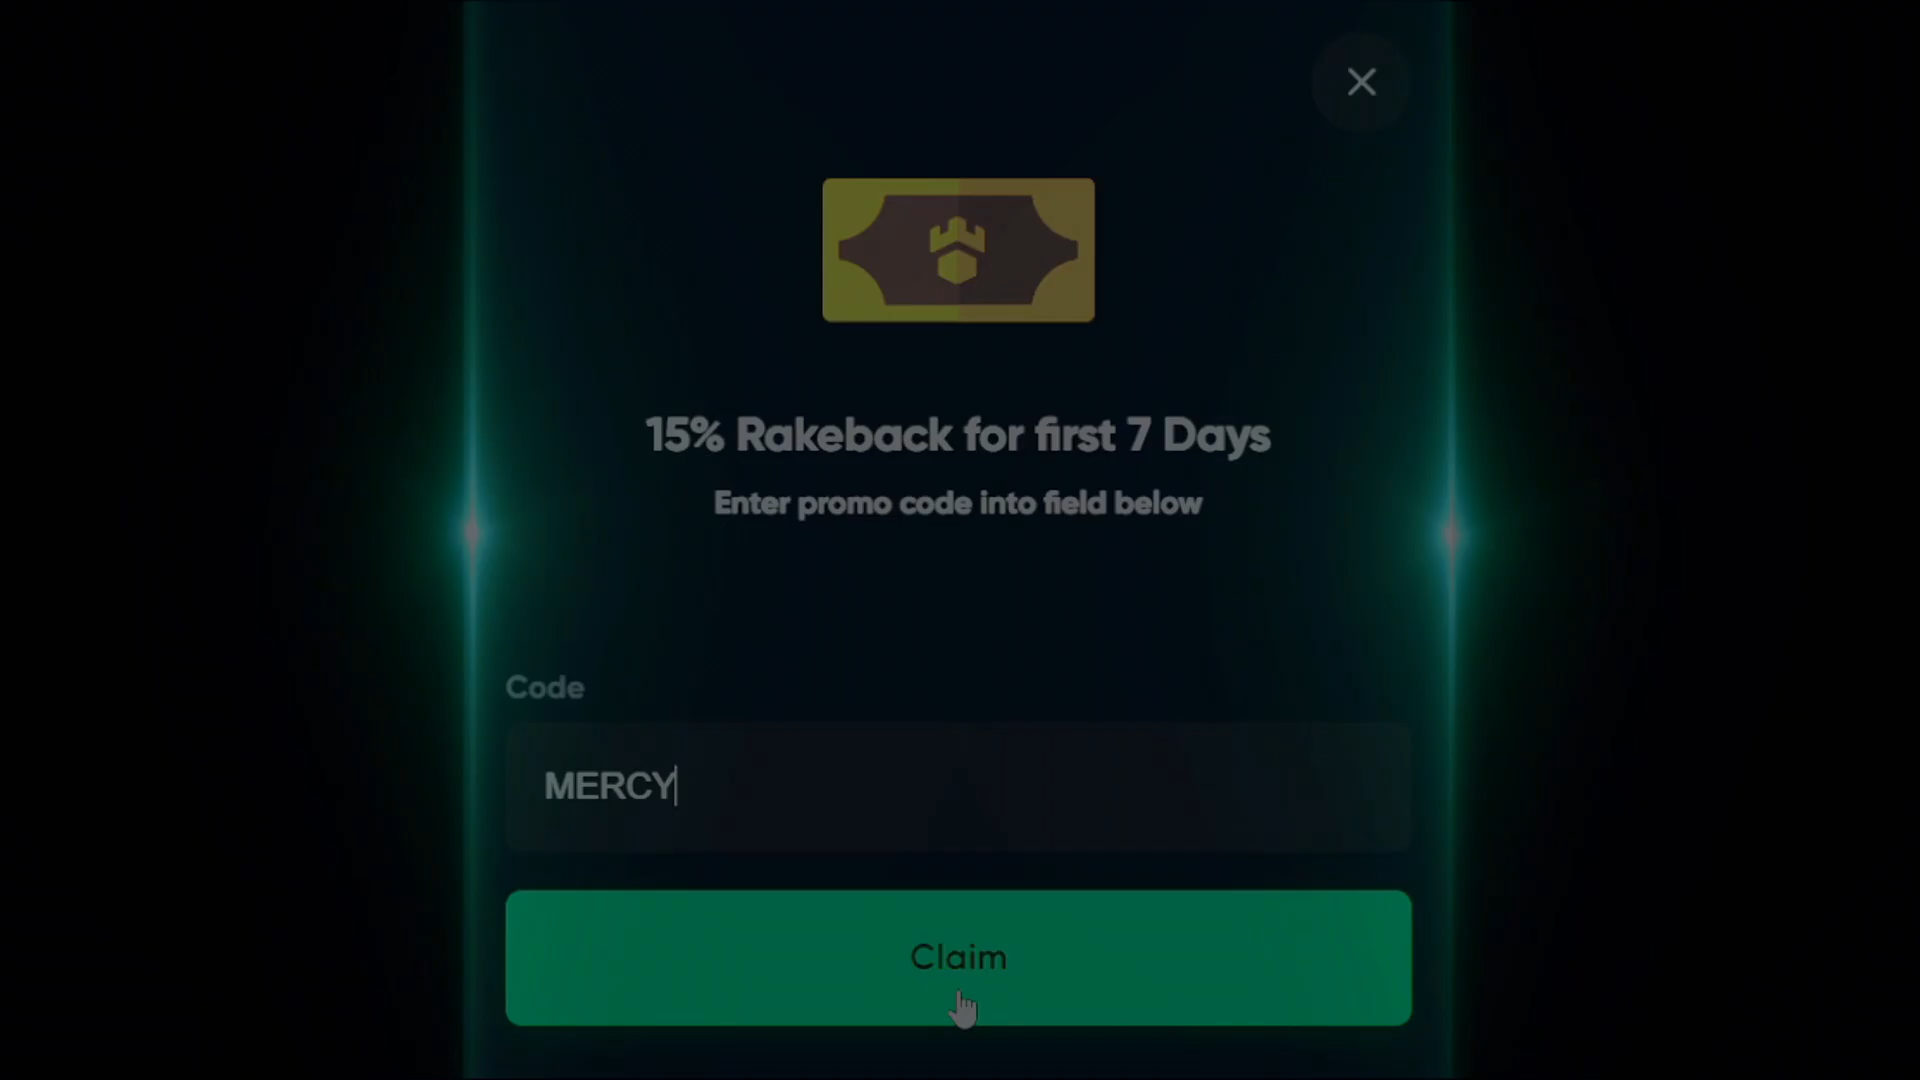 15% Rakeback for first 7 Days
Enter promo code into field below
Code
MERCY
Claim